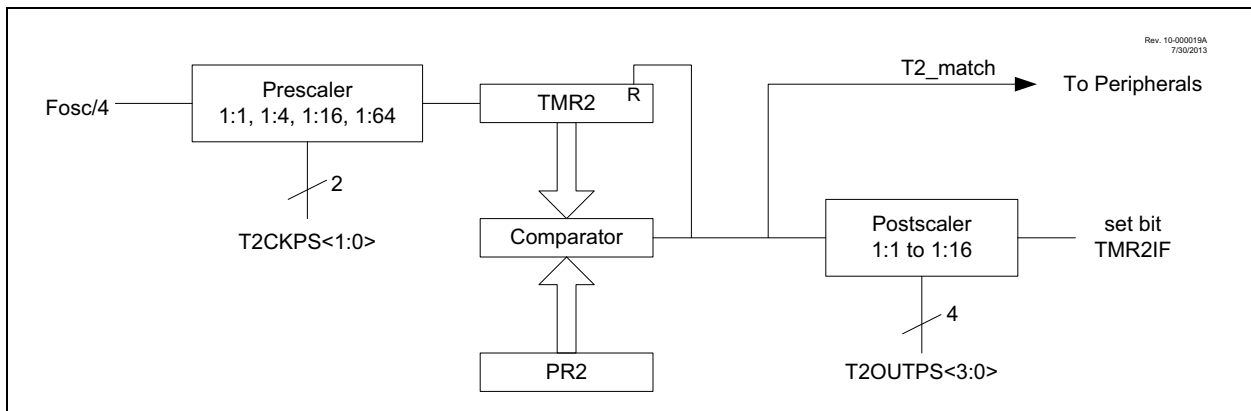 Rev. 10-000019A
7/30/2013
T2_match
To Peripherals
Fosc/4
Prescaler
1:1, 1:4, 1:16, 1:64
TMR2
R
2
T2CKPS<1:0>
Comparator
Postscaler
1:1 to 1:16
set bit
TMR2IF
4
T2OUTPS<3:0>
PR2